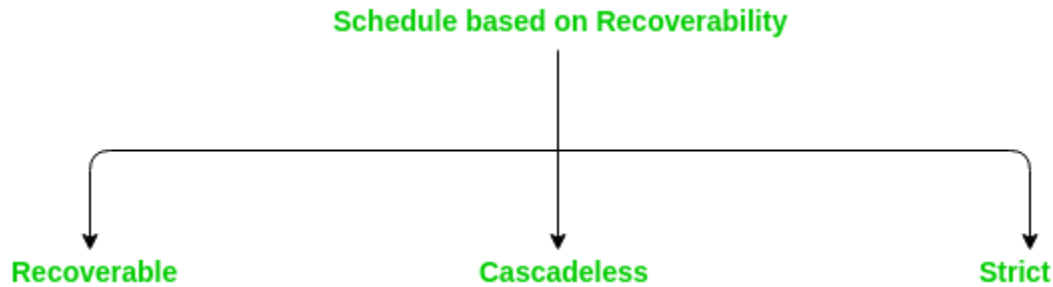 Schedule based on Recoverability
Recoverable
Cascadeless
Strict